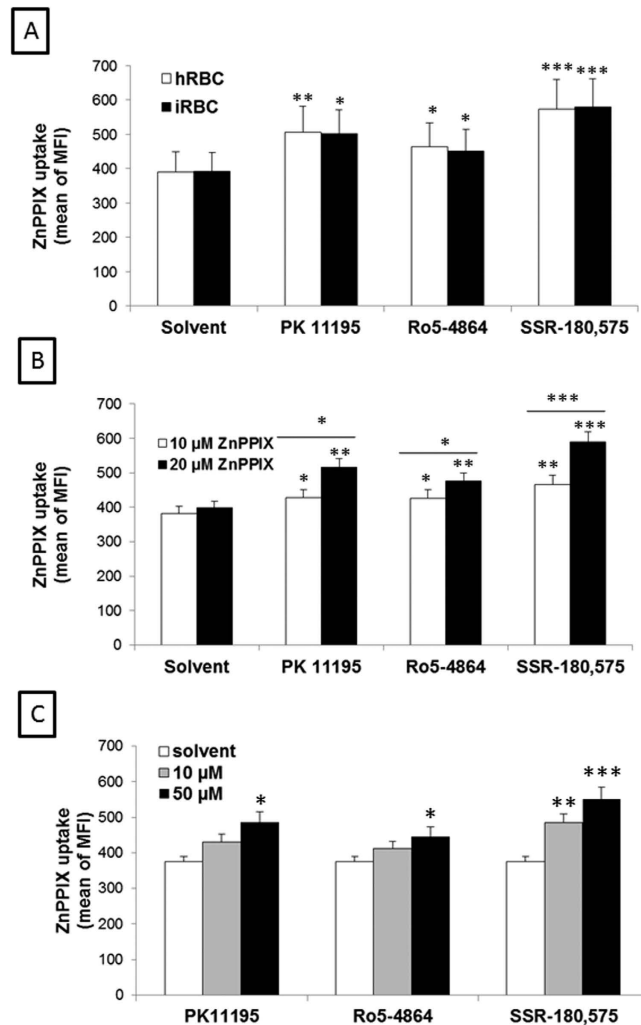 A
ZnPPIX uptake
(mean of MFI)
700
600
500
400
300
200
100
0
hRBC
iRBC
** * * * *** ***
Solvent PK 11195 Ro5-4864 SSR-180,575
B
ZnPPIX uptake
(mean of MFI)
700
600
500
400
300
200
100
0
10 µM ZnPPIX
20 µM ZnPPIX
* * ***
* ** * ** ** ***
Solvent PK 11195 Ro5-4864 SSR-180,575
C
ZnPPIX uptake
(mean of MFI)
700
600
500
400
300
200
100
0
solvent
10 µM
50 µM
* * ** ***
PK11195 Ro5-4864 SSR-180,575